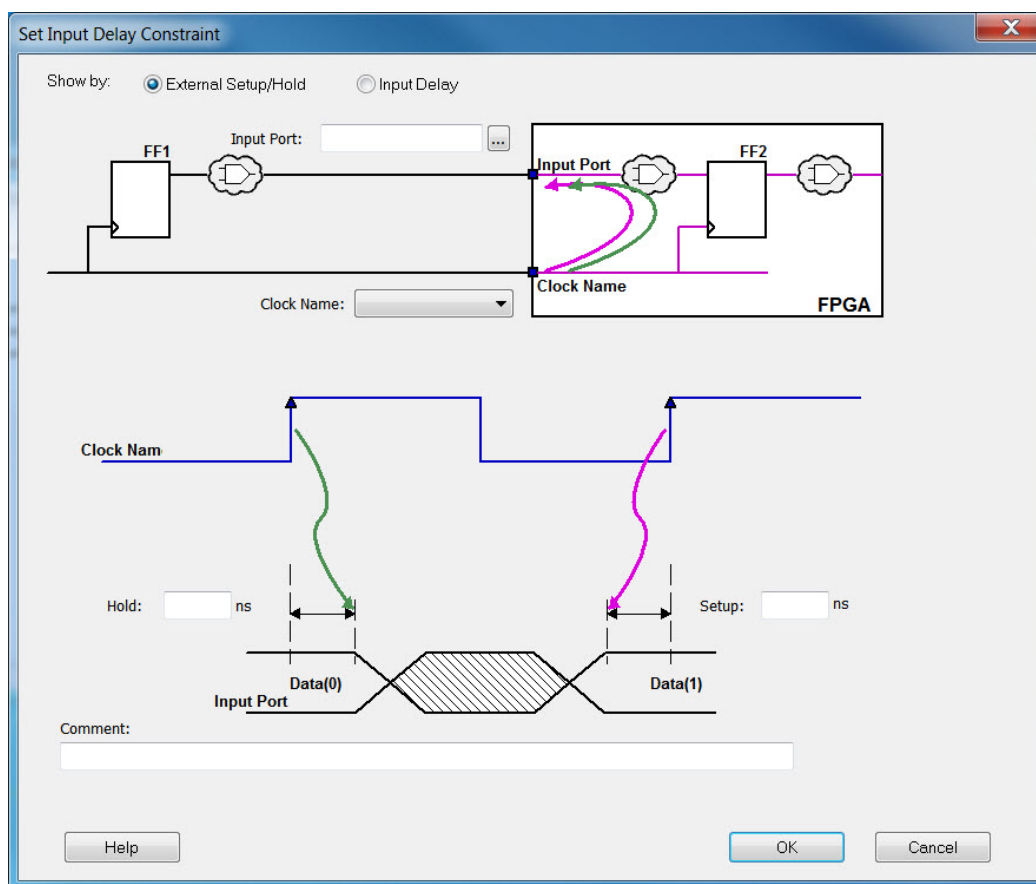 Set Input Delay Constraint
X
Show by: External Setup/Hold Input Delay
Input Port: ...
FF1
Input Port
FF2
Clock Name
Clock Name:
FPGA
Clock Nam
Hold: ns
Setup: ns
Data(0)
Data(1)
Input Port
Comment:
Help
OK
Cancel